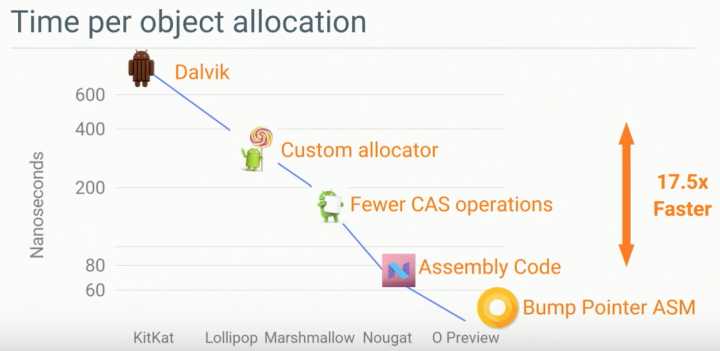 Time per object allocation
Dalvik
600
400
Custom allocator
200
Fewer CAS operations
17.5x
Faster
Nanoseconds
80
Assembly Code
60
Bump Pointer ASM
KitKat Lollipop Marshmallow Nougat O Preview